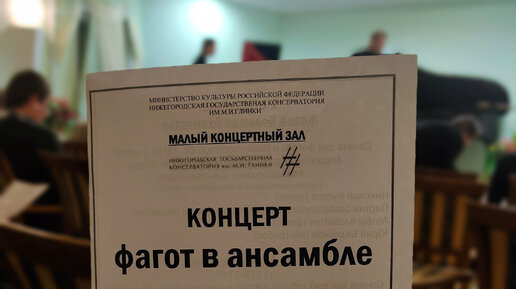 МИНИСТЕРСТВО КУЛЬТУРЫ РОССИЙСКОЙ ФЕДЕРАЦИИ
НИЖЕГОРОДСКАЯ ГОСУДАРСТВЕНАЯ КОНСЕРВАТОРИЯ
ИМ.М.И.ГЛИНКИ
МАЛЫЙ КОНЦЕРТНЫЙ ЗАЛ
НИЖЕГОРОДСКАЯ ГОСУДАРСТВЕННАЯ
КОНСЕРВАТОРИЯ ИМ. М. И. ГЛИНКИ
КОНЦЕРТ
фагот в ансамбле